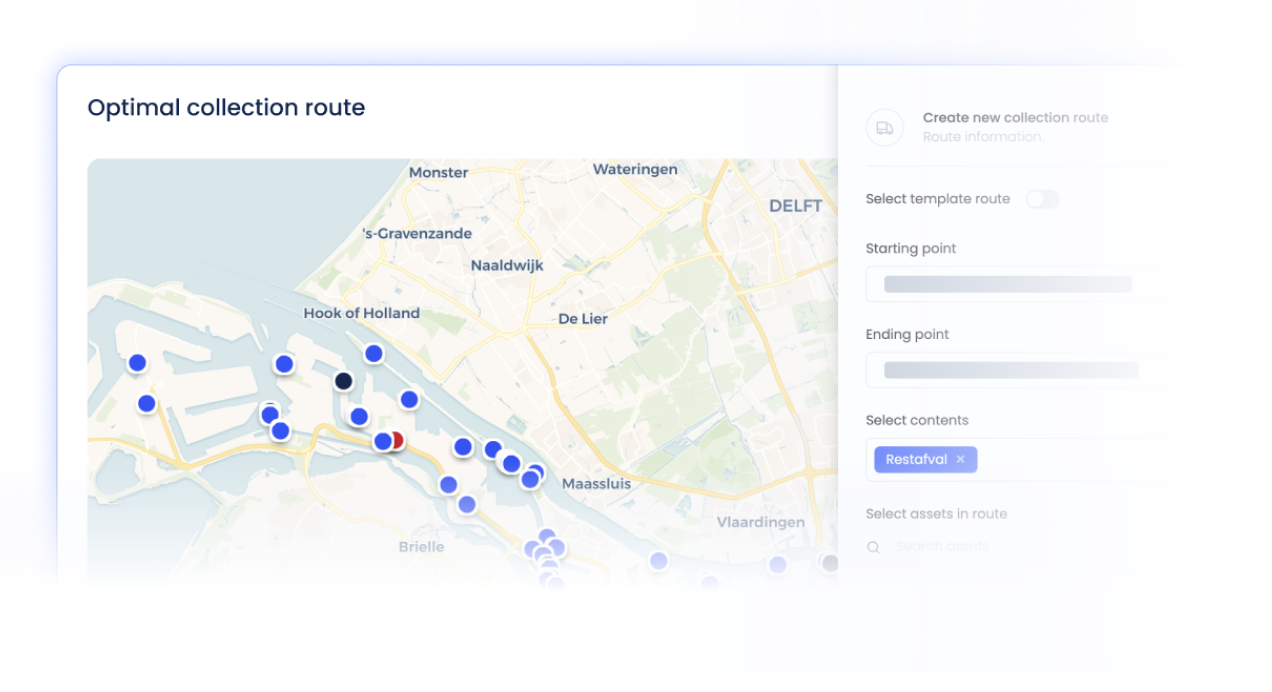 Optimal collection route
Monster
Wateringen
DELFT
's-Gravenzande
Naaldwijk
Hook of Holland
De Lier
Maassluis
Vlaardingen
Brielle
Create new collection route
Route information.
Select template route
Starting point
Ending point
Select contents
Restafval ×
Select assets in route
Search assets